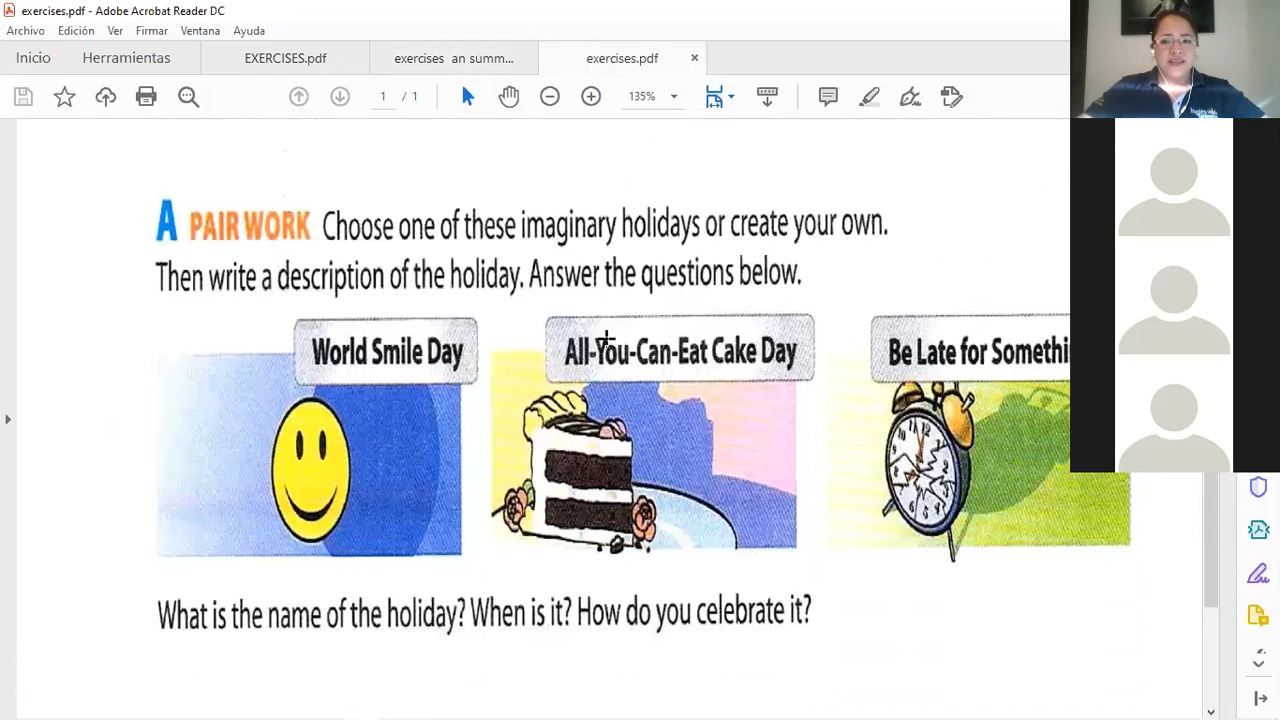 exercises.pdf - Adobe Acrobat Reader DC
Archivo Edición Ver Firmar Ventana Ayuda
Inicio Herramientas EXERCISES.pdf exercises an summ... exercises.pdf ×
1 / 1 135%
A PAIR WORK Choose one of these imaginary holidays or create your own.
Then write a description of the holiday. Answer the questions below.
World Smile Day All-You-Can-Eat Cake Day Be Late for Somethi
What is the name of the holiday? When is it? How do you celebrate it?